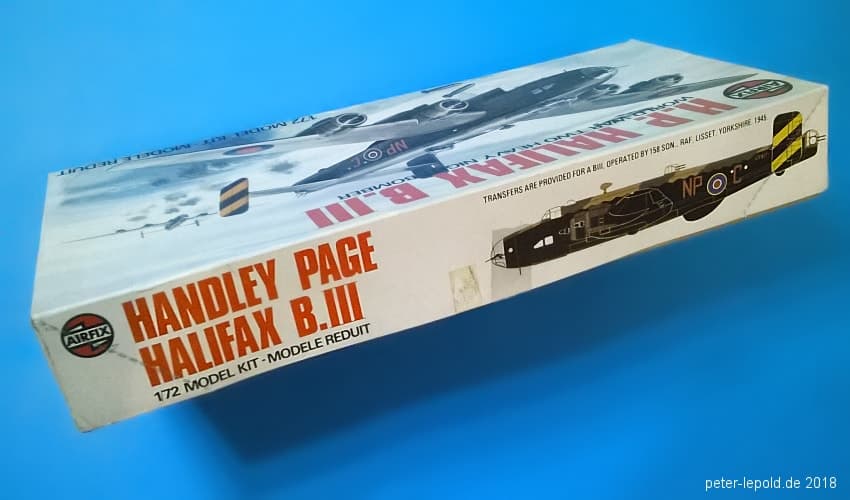 1/72 MODEL KIT - MODELE REDUIT
AIRFIX
H.P. HALIFAX B.III
WORLD WAR TWO HEAVY NIGHT BOMBER
NP C
TRANSFERS ARE PROVIDED FOR A BIII, OPERATED BY 158 SQN., RAF, LISSET, YORKSHIRE, 1945.
NP C
HANDLEY PAGE
HALIFAX B.III
AIRFIX
1/72 MODEL KIT - MODELE REDUIT
peter-lepold.de 2018